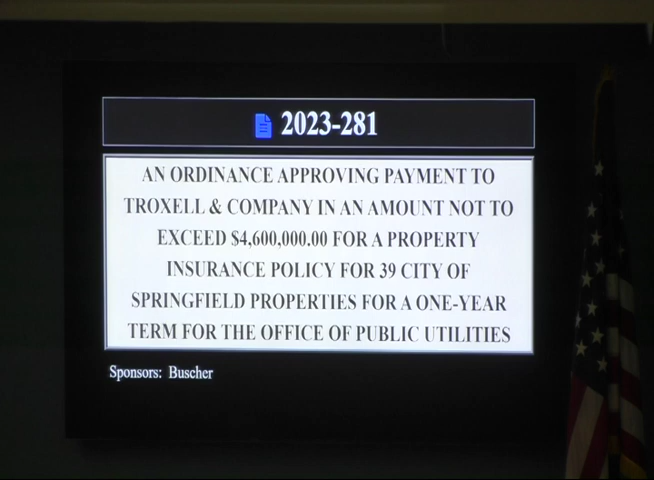 2023-281
AN ORDINANCE APPROVING PAYMENT TO
TROXELL & COMPANY IN AN AMOUNT NOT TO
EXCEED $4,600,000.00 FOR A PROPERTY
INSURANCE POLICY FOR 39 CITY OF
SPRINGFIELD PROPERTIES FOR A ONE-YEAR
TERM FOR THE OFFICE OF PUBLIC UTILITIES
Sponsors: Buscher